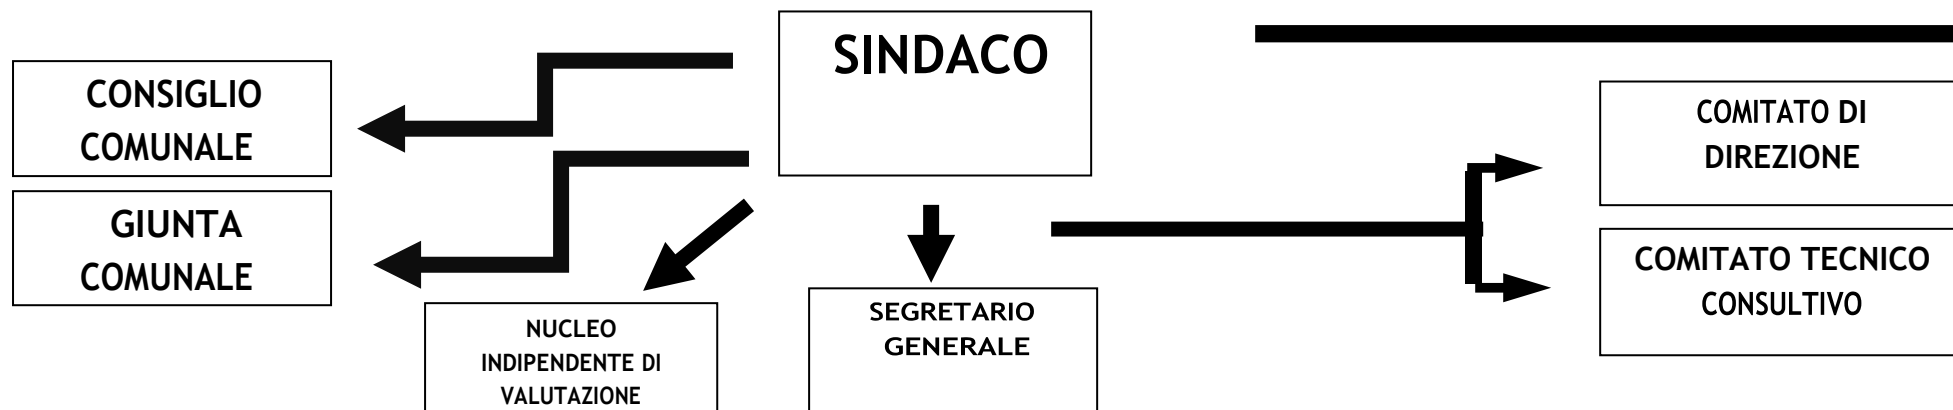 SINDACO
CONSIGLIO
COMUNALE
GIUNTA
COMUNALE
NUCLEO
INDIPENDENTE DI
VALUTAZIONE
SEGRETARIO
GENERALE
COMITATO DI
DIREZIONE
COMITATO TECNICO
CONSULTIVO